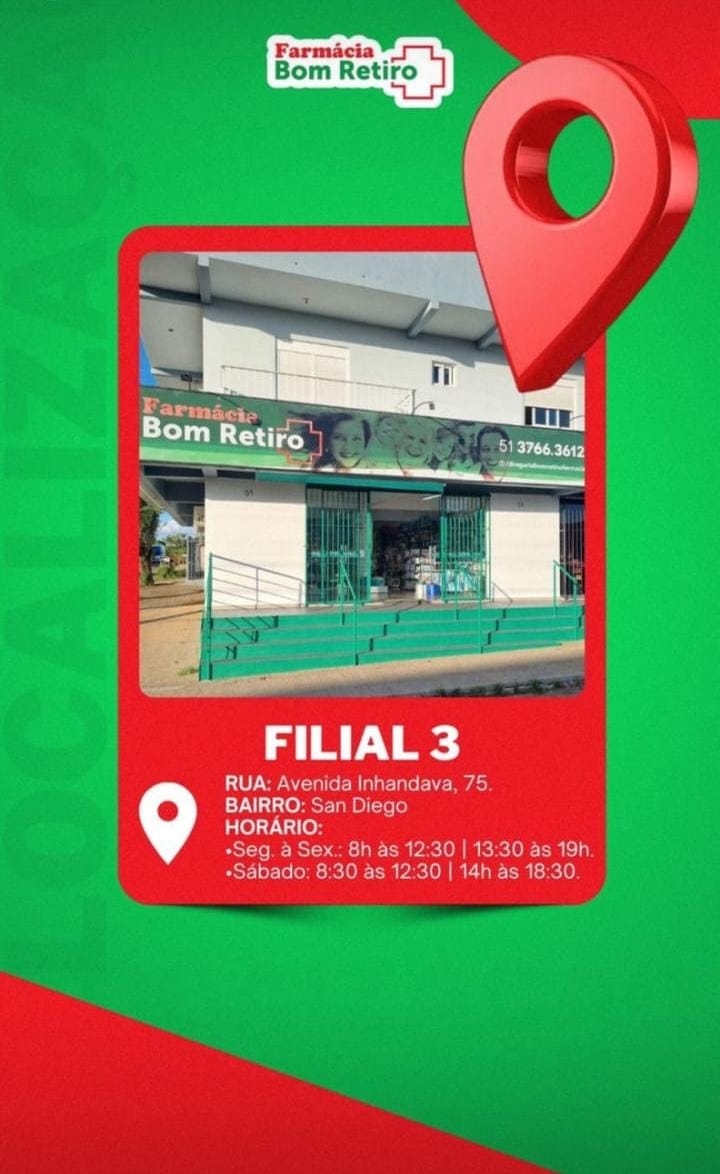 Farmácia
Bom Retiro
LOCALIZAÇ
Farmácia
Bom Retiro
51 3766.3612
FILIAL 3
RUA: Avenida Inhandava, 75.
BAIRRO: San Diego
HORÁRIO:
•Seg. à Sex.: 8h às 12:30 | 13:30 às 19h.
•Sábado: 8:30 às 12:30 | 14h às 18:30.